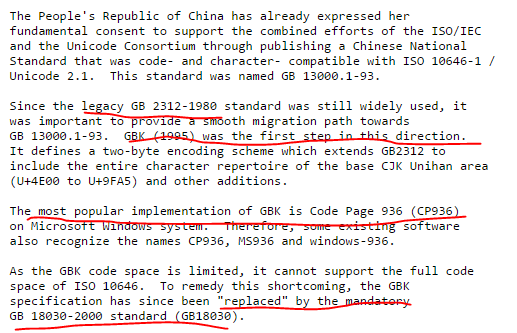 The People's Republic of China has already expressed her
fundamental consent to support the combined efforts of the ISO/IEC
and the Unicode Consortium through publishing a Chinese National
Standard that was code- and character- compatible with ISO 10646-1 /
Unicode 2.1.  This standard was named GB 13000.1-93.

Since the legacy GB 2312-1980 standard was still widely used, it
was important to provide a smooth migration path towards
GB 13000.1-93.  GBK (1995) was the first step in this direction.
It defines a two-byte encoding scheme which extends GB2312 to
include the entire character repertoire of the base CJK Unihan area
(U+4E00 to U+9FA5) and other additions.

The most popular implementation of GBK is Code Page 936 (CP936)
on Microsoft Windows system.  Therefore, some existing software
also recognize the names CP936, MS936 and windows-936.

As the GBK code space is limited, it cannot support the full code
space of ISO 10646.  To remedy this shortcoming, the GBK
specification has since been "replaced" by the mandatory
GB 18030-2000 standard (GB18030).